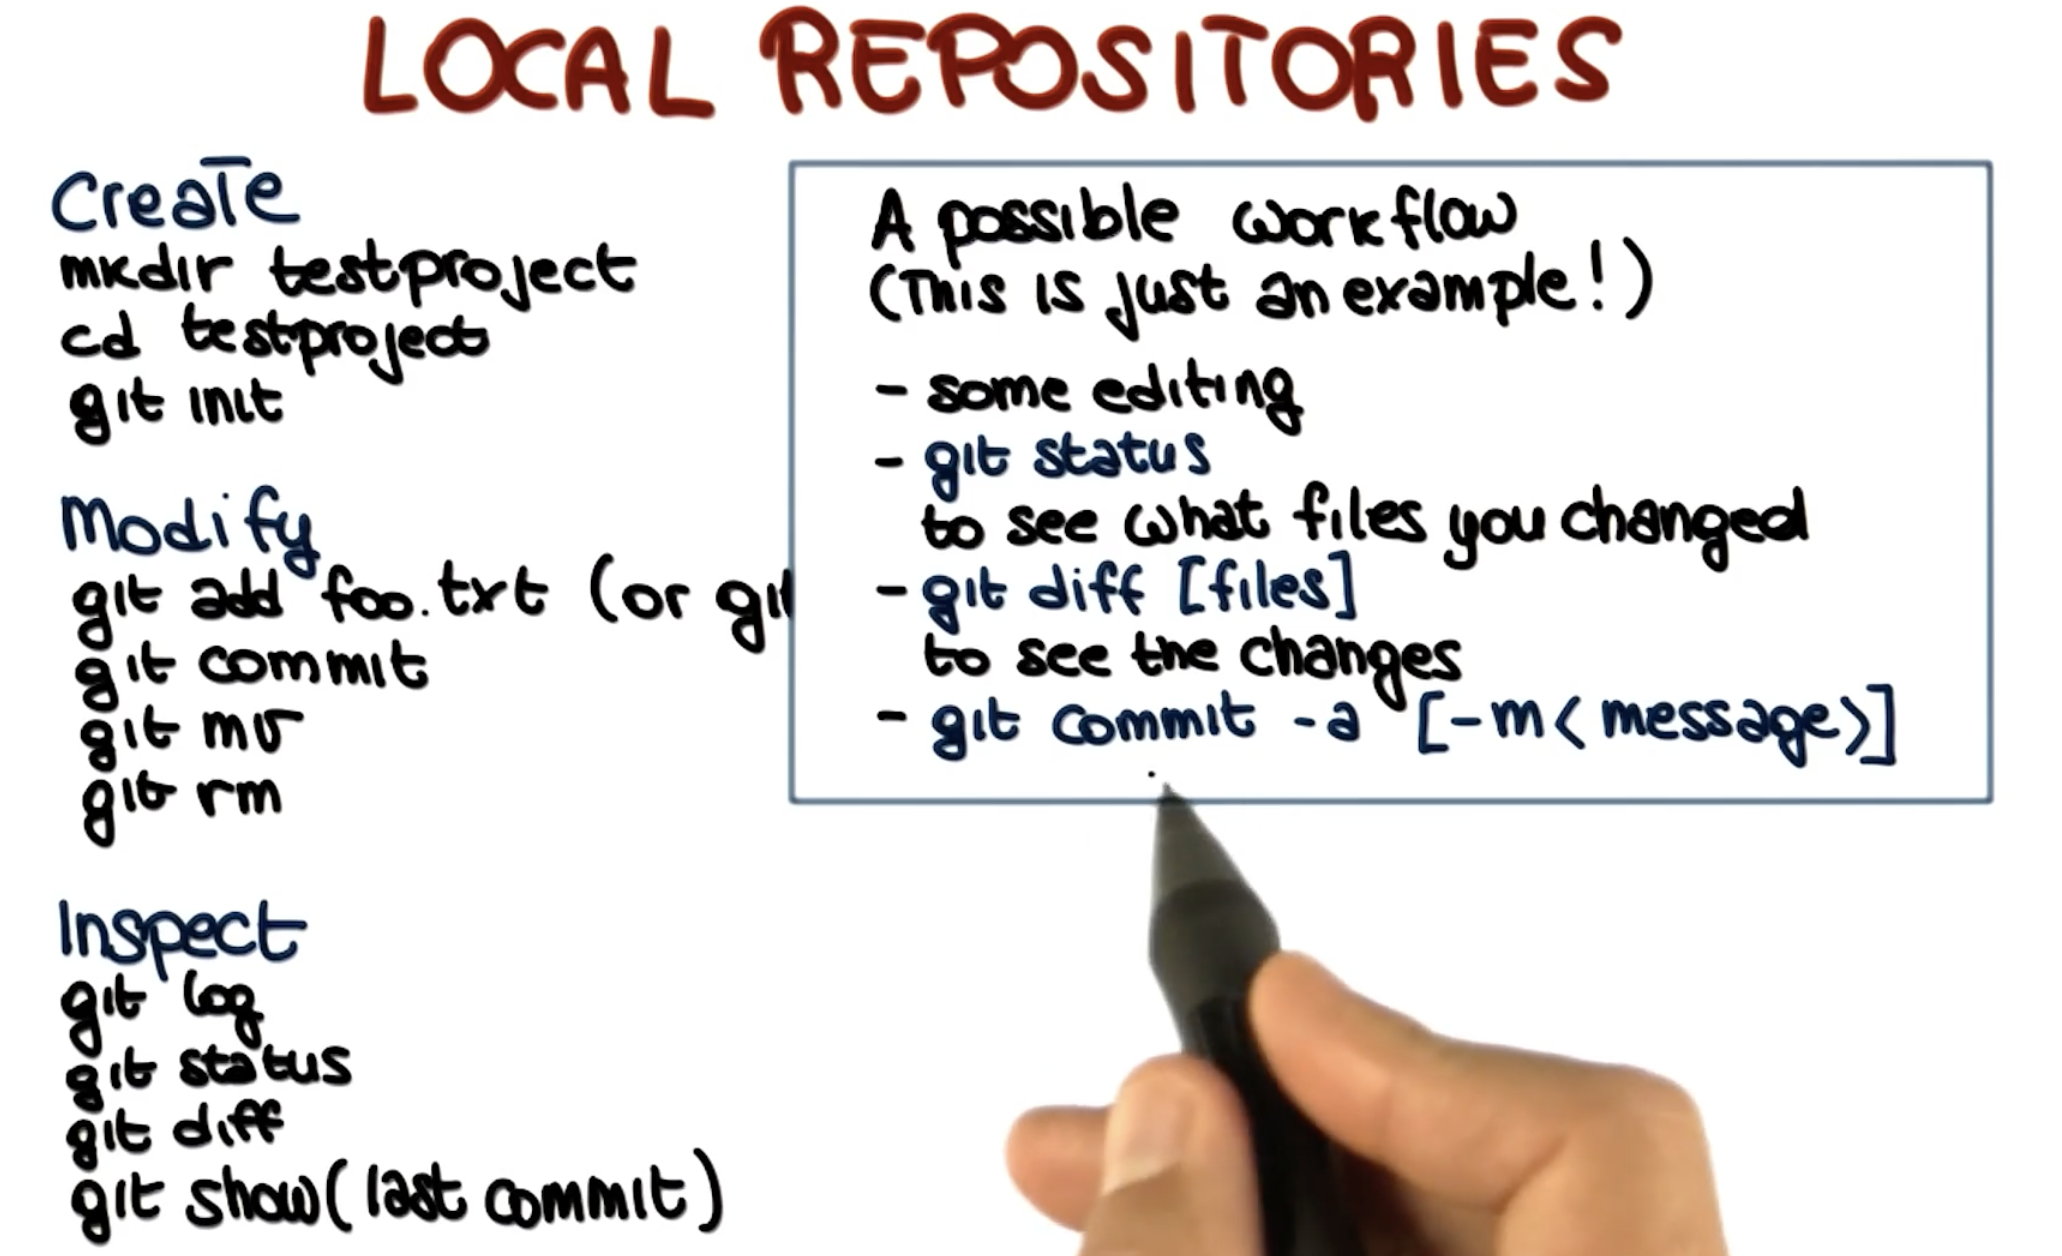 LOCAL REPOSITORIES
Create
mkdir testproject
cd testproject
git init
Modify
git add foo.txt (or gi
git commit
git mv
git rm
Inspect
git log
git status
git diff
git show (last commit)
A possible workflow
(This is just an example!)
- some editing
- git status
to see what files you changed
- git diff [files]
to see the changes
- git commit -a [-m <message>]